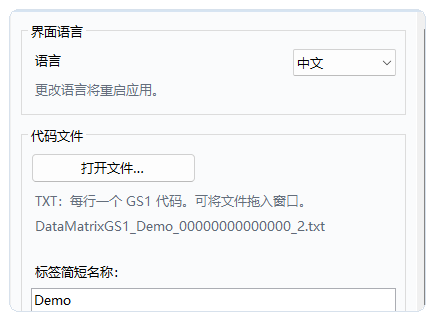 界面语言
语言
中文
更改语言将重启应用。
代码文件
打开文件...
TXT：每行一个 GS1 代码。可将文件拖入窗口。
DataMatrixGS1_Demo_00000000000000_2.txt
标签简短名称：
Demo